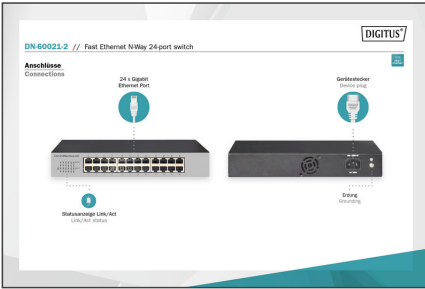 DIGITUS®
DN-60021-2 // Fast Ethernet N-Way 24-port switch
Anschlüsse
Connections
24 x Gigabit
Ethernet Port
Gerätestecker
Device plug
Statusanzeige Link/Act
Link/Act status
Erdung
Grounding